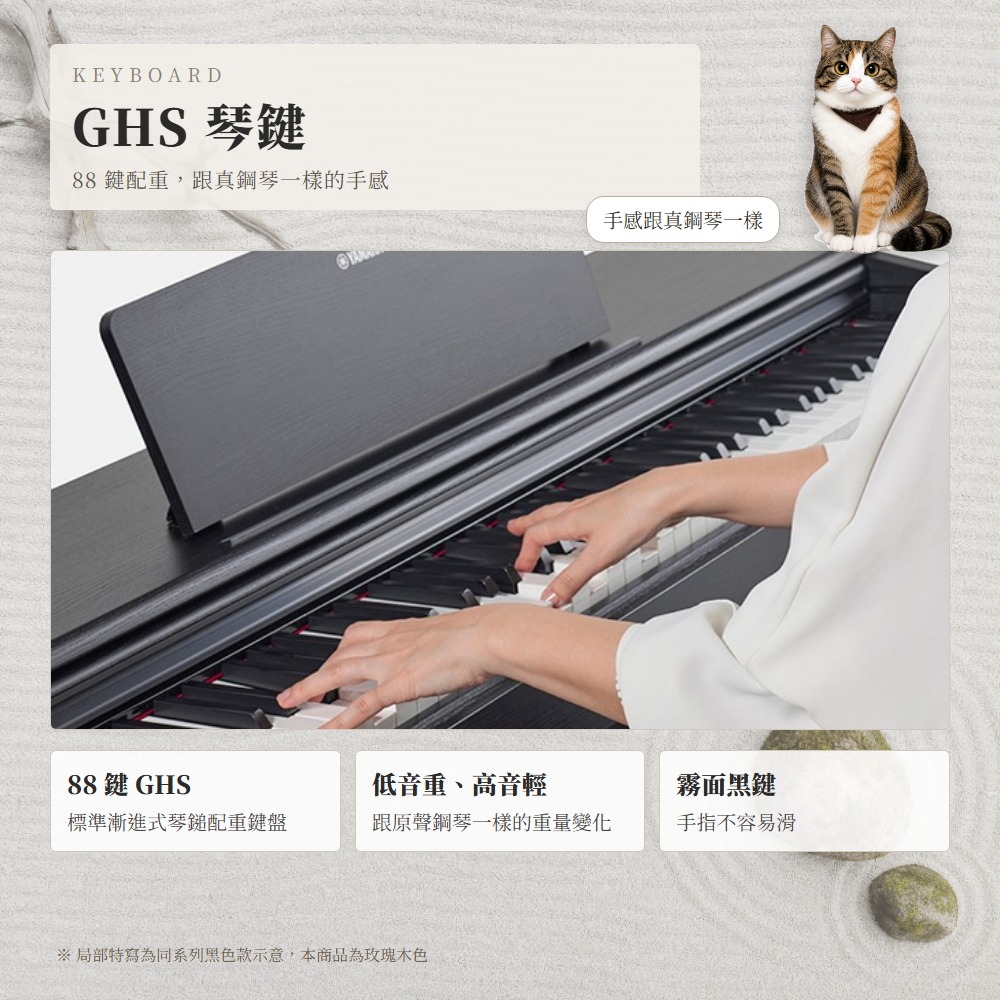 KEYBOARD
GHS 琴鍵
88 鍵配重，跟真鋼琴一樣的手感
手感跟真鋼琴一樣
88 鍵 GHS
標準漸進式琴鎚配重鍵盤
低音重、高音輕
跟原聲鋼琴一樣的重量變化
霧面黑鍵
手指不容易滑
※ 局部特寫為同系列黑色款示意，本商品為玫瑰木色